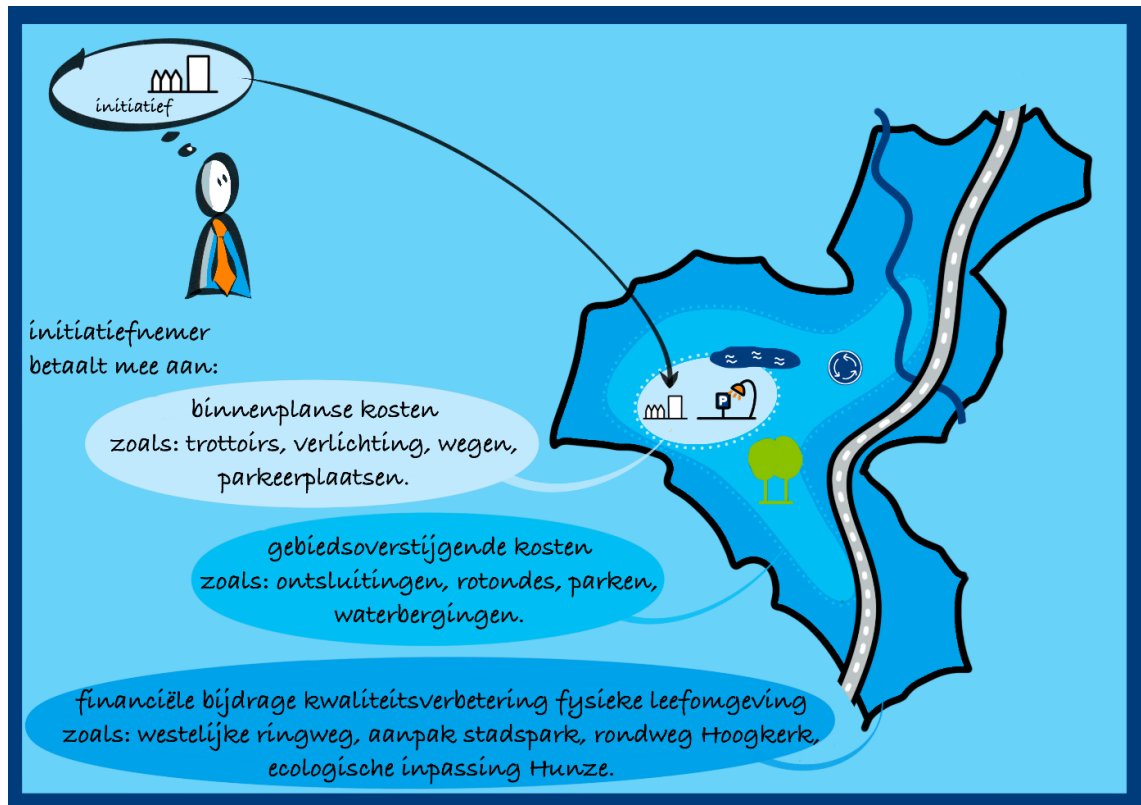 initiatief
initiatiefnemer
betaalt mee aan:
binnenplanse kosten
zoals: trottoirs, verlichting, wegen,
parkeerplaatsen.
P
gebiedsoverstijgende kosten
zoals: ontsluitingen, rotondes, parken,
waterbergingen.
financiële bijdrage kwaliteitsverbetering fysieke leefomgeving
zoals: westelijke ringweg, aanpak stadspark, rondweg Hoogkerk,
ecologische inpassing Hunze.